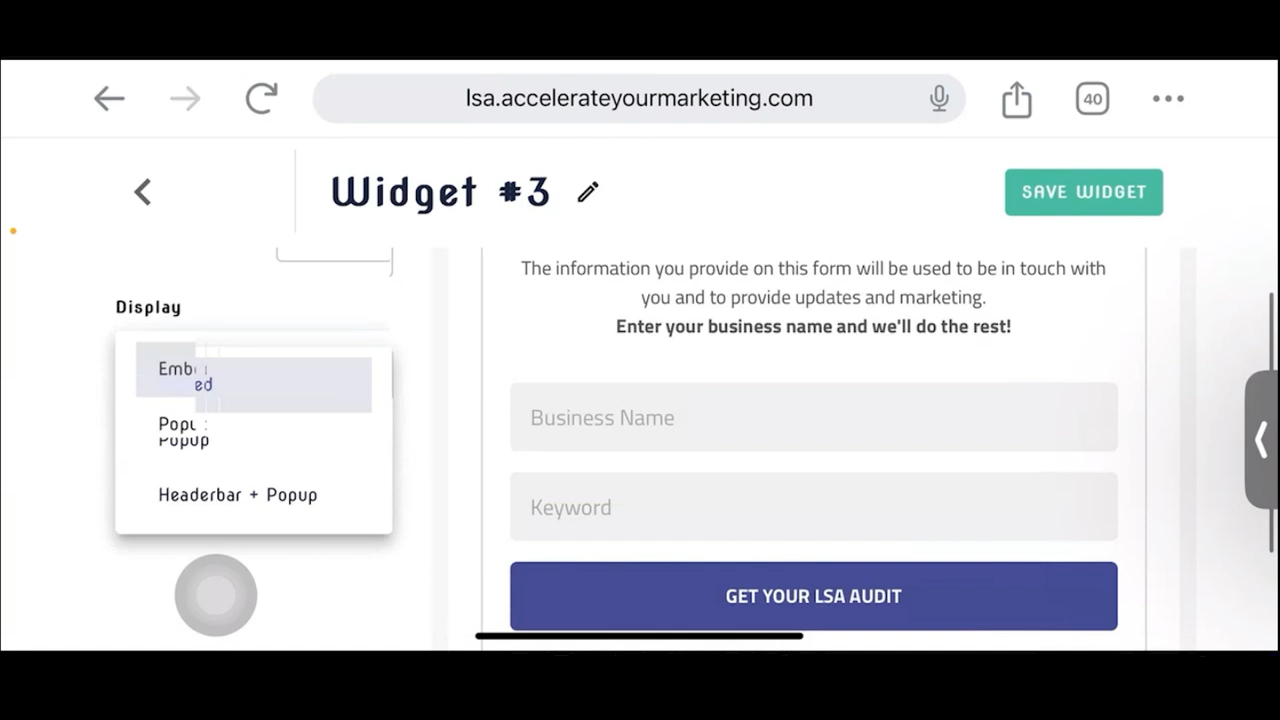 lsa.accelerateyourmarketing.com
40
Widget #3
SAVE WIDGET
The information you provide on this form will be used to be in touch with
you and to provide updates and marketing.
Enter your business name and we'll do the rest!
Display
Popup
Headerbar + Popup
Business Name
Keyword
GET YOUR LSA AUDIT